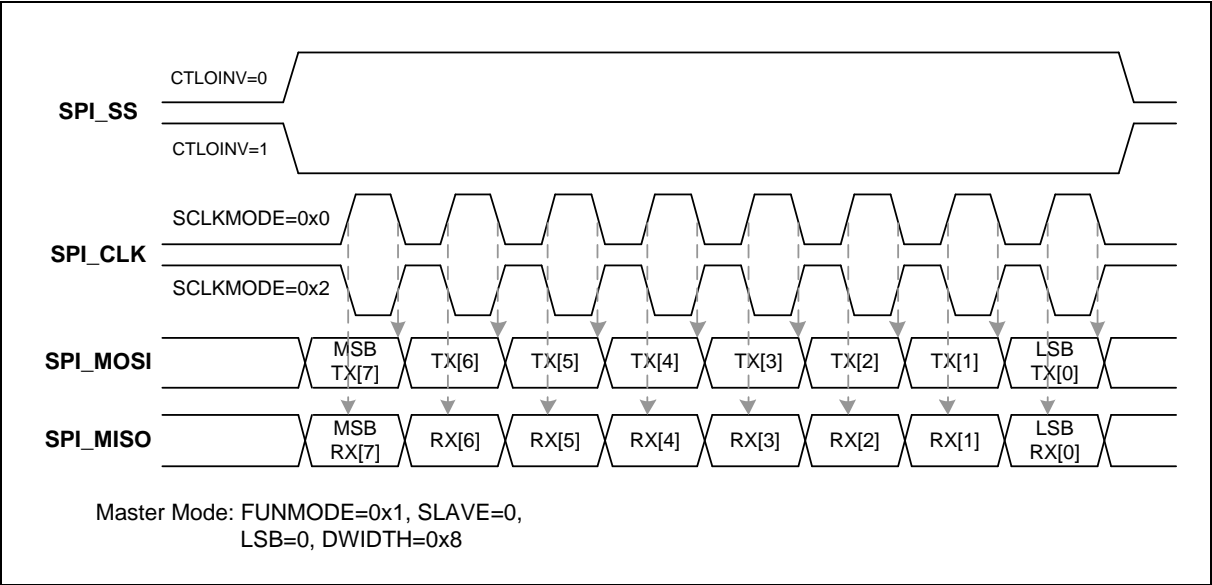 CTLOINV=0
SPI_SS
CTLOINV=1
SCLKMODE=0x0
SPI_CLK
SCLKMODE=0x2
SPI_MOSI
MSB TX[7] TX[6] TX[5] TX[4] TX[3] TX[2] TX[1] LSB TX[0]
SPI_MISO
MSB RX[7] RX[6] RX[5] RX[4] RX[3] RX[2] RX[1] LSB RX[0]
Master Mode: FUNMODE=0x1, SLAVE=0,
LSB=0, DWIDTH=0x8